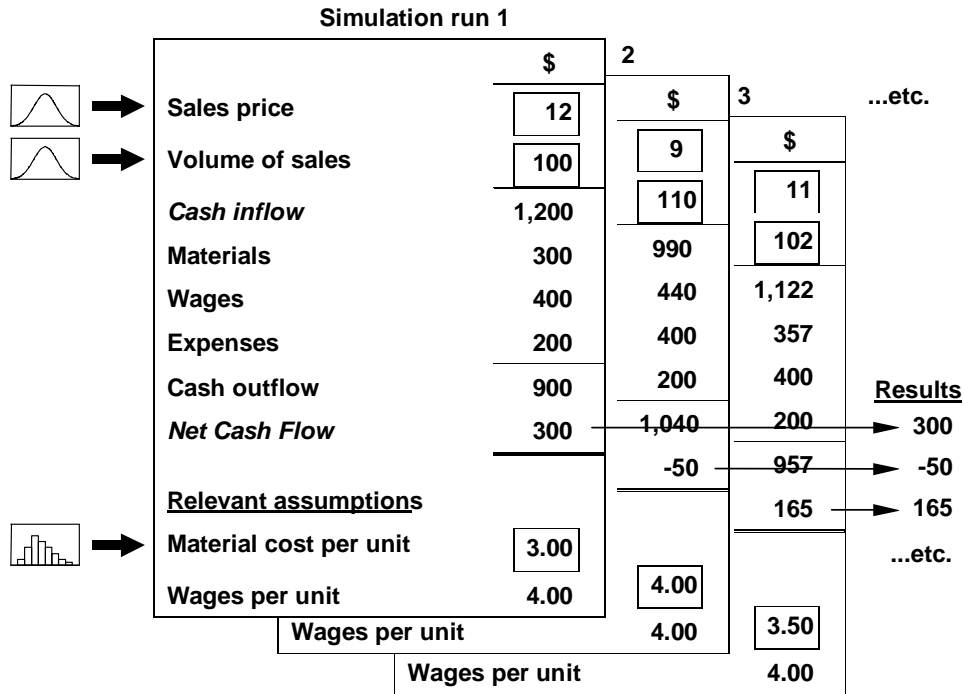 Simulation run 1
$
Sales price 12
Volume of sales 100
Cash inflow 1,200
Materials 300
Wages 400
Expenses 200
Cash outflow 900
Net Cash Flow 300
Relevant assumptions
Material cost per unit 3.00
Wages per unit 4.00
2
$
9
110
990
440
400
200
1,040
-50
4.00
Wages per unit 4.00
3
$
11
102
1,122
357
400
200
957
165
3.50
Wages per unit 4.00
...etc.
Results
300
-50
165
...etc.